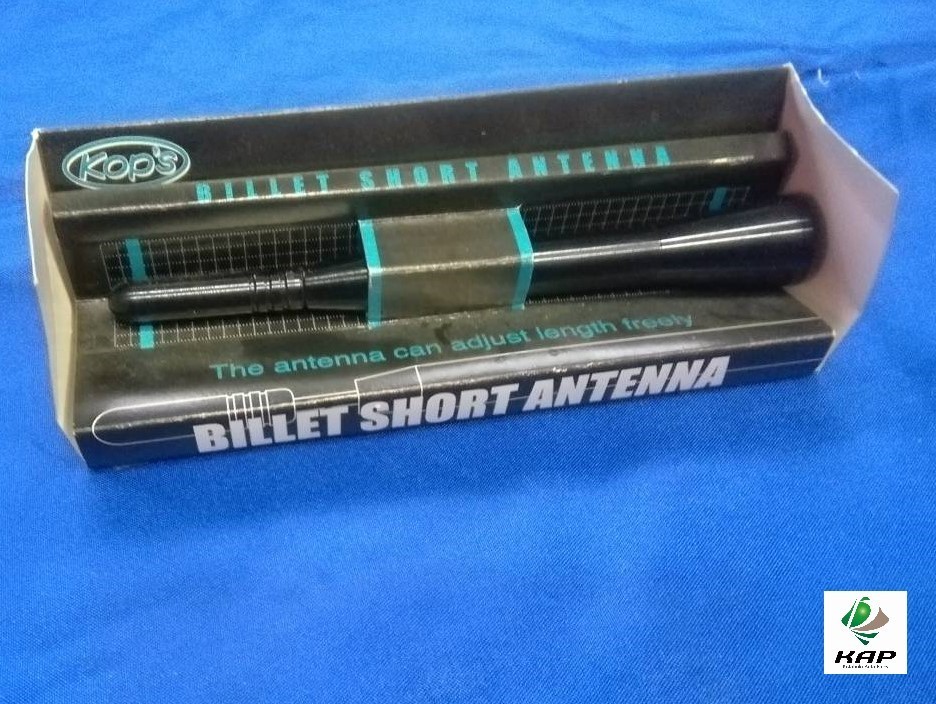 Kop's
BILLET SHORT ANTENNA
The antenna can adjust length freely
BILLET SHORT ANTENNA
KAP